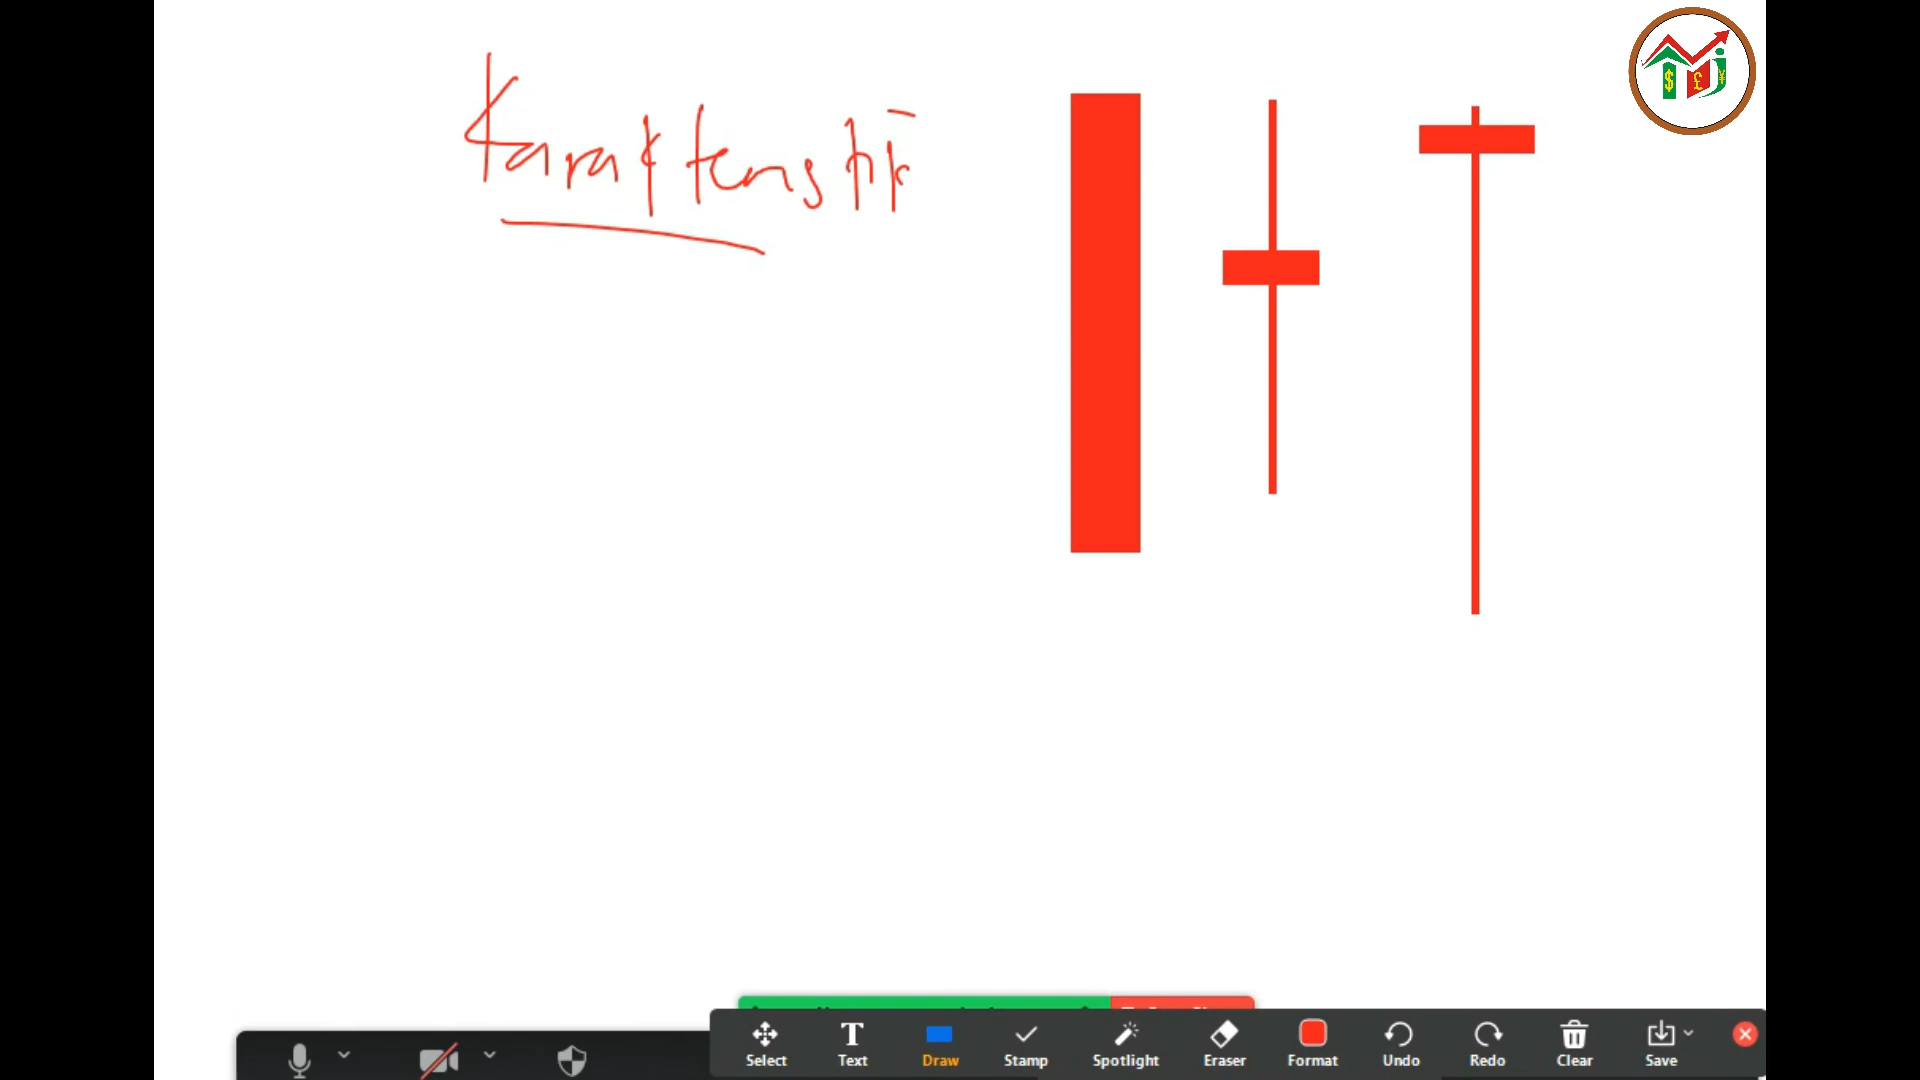 Karakteristik
$ £ ¥
Select Text Draw Stamp Spotlight Eraser Format Undo Redo Clear Save